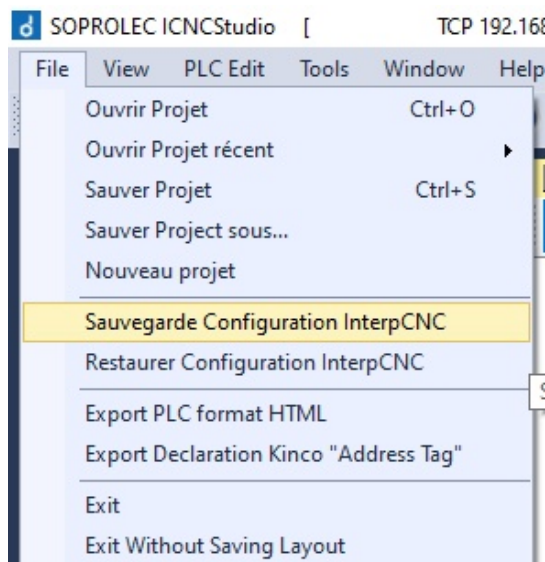 SOPROLEC ICNCStudio [ TCP 192.168
File View PLC Edit Tools Window Help
Ouvrir Projet Ctrl+O
Ouvrir Projet récent
Sauver Projet Ctrl+S
Sauver Project sous...
Nouveau projet
Sauvegarde Configuration InterpCNC
Restaurer Configuration InterpCNC
Export PLC format HTML
Export Declaration Kinco "Address Tag"
Exit
Exit Without Saving Layout